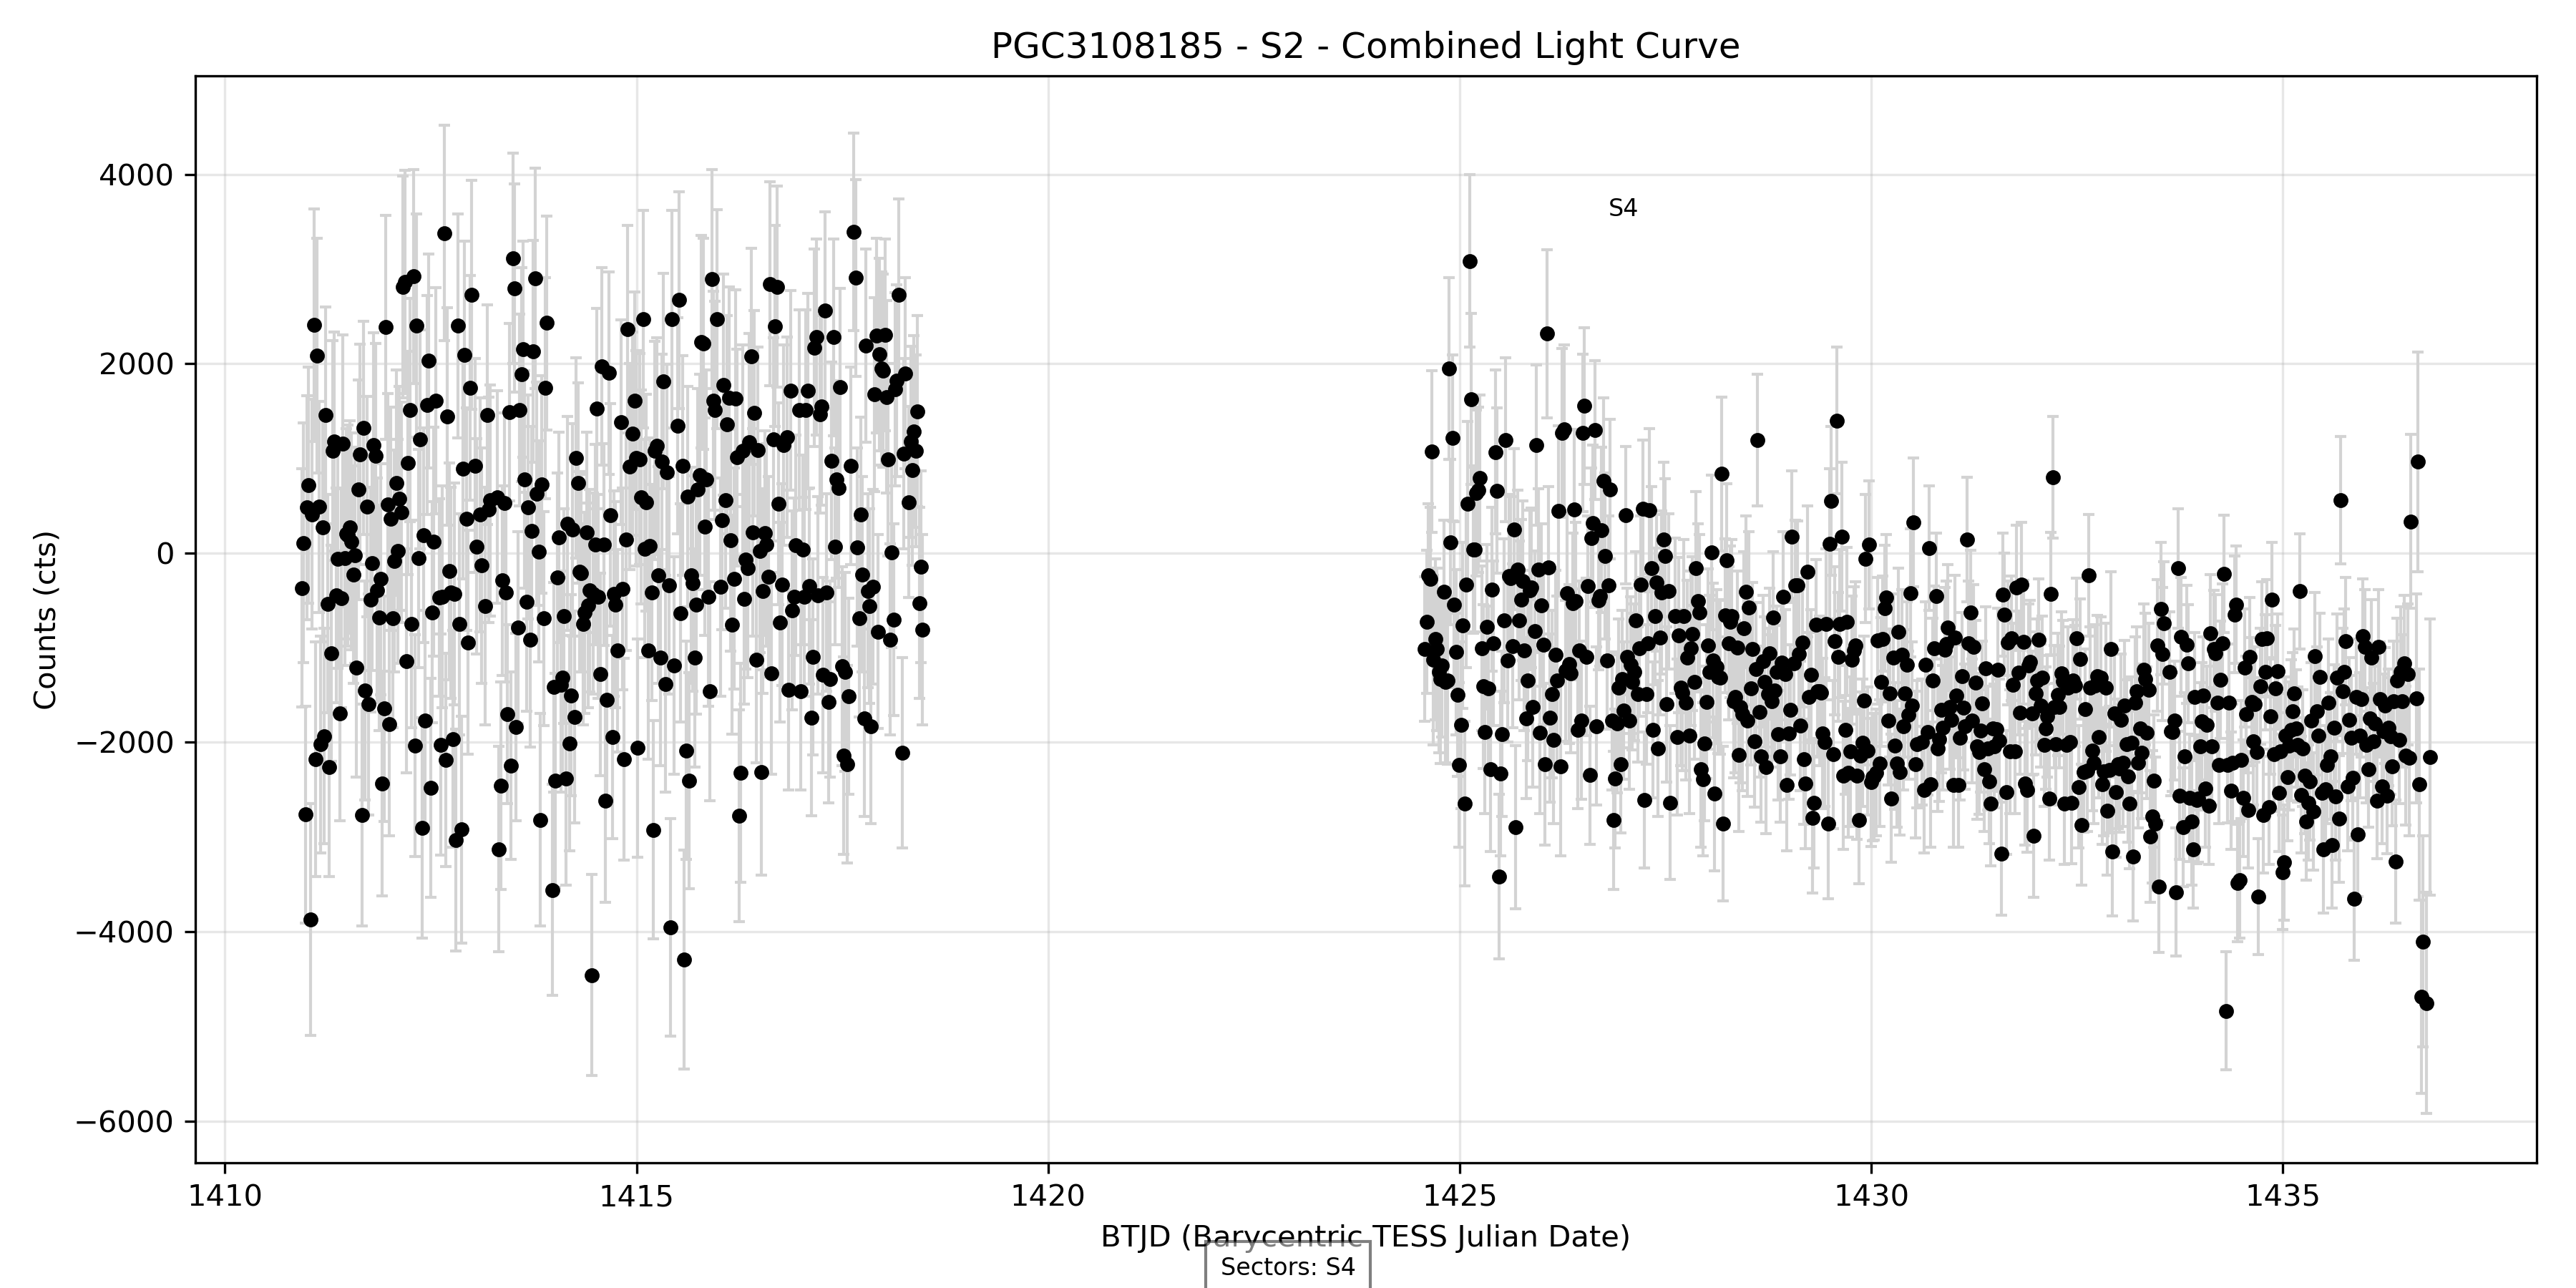 PGC3108185 - S2 - Combined Light Curve
Counts (cts)
4000
2000
0
−2000
−4000
−6000
S4
1410 1415 1420 1425 1430 1435
BTJD (Barycentric TESS Julian Date)
Sectors: S4